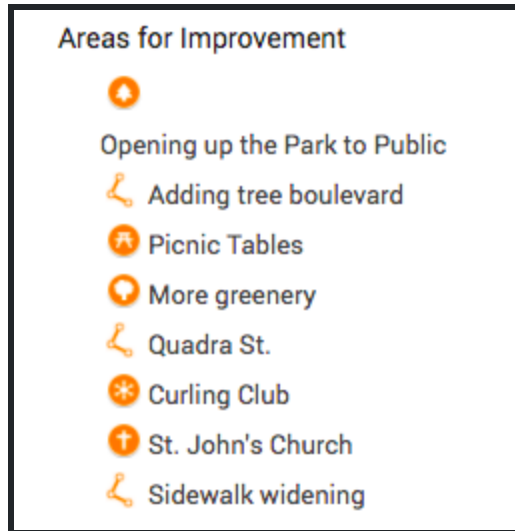 Areas for Improvement
Opening up the Park to Public
Adding tree boulevard
Picnic Tables
More greenery
Quadra St.
Curling Club
St. John's Church
Sidewalk widening